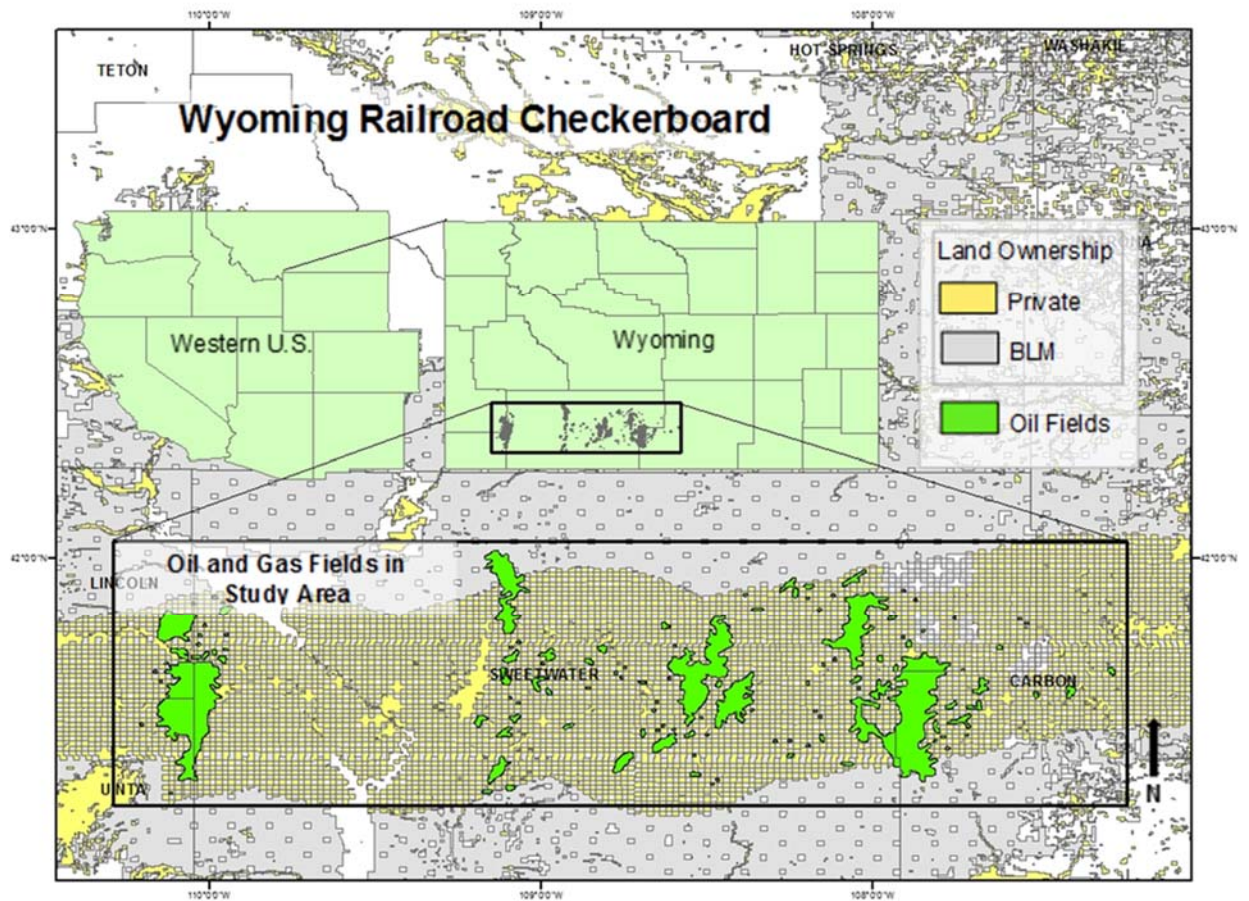 110°0'0"W 109°0'0"W 108°0'0"W
HOT SPRINGS
WASHAKIE
TETON
Wyoming Railroad Checkerboard
43°0'0"N 43°0'0"N
Land Ownership
Private
BLM
Oil Fields
Western U.S.
Wyoming
42°0'0"N 42°0'0"N
Oil and Gas Fields in
Study Area
LINCOLN
SWEETWATER
CARBON
UINTA
N
110°0'0"W 109°0'0"W 108°0'0"W